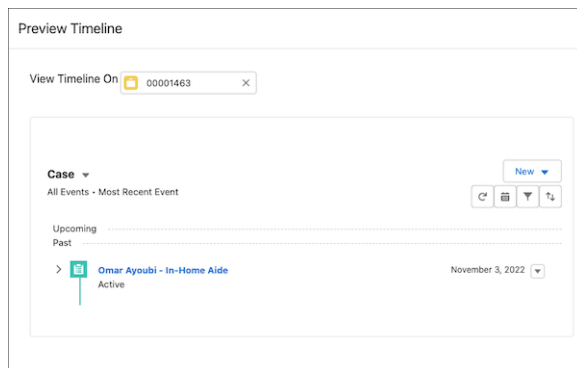 Preview Timeline
View Timeline On 00001463
Case
New
All Events • Most Recent Event
Upcoming
Past
Omar Ayoubi - In-Home Aide
November 3, 2022
Active